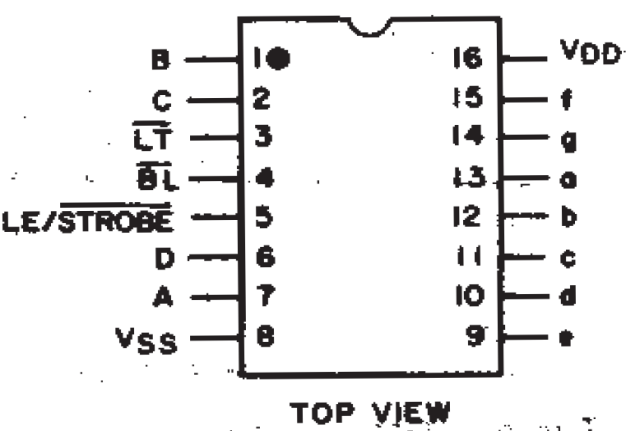 B 1 16 VDD
C 2 15 f
LT 3 14 g
BL 4 13 a
LE/STROBE 5 12 b
D 6 11 c
A 7 10 d
VSS 8 9 e
TOP VIEW